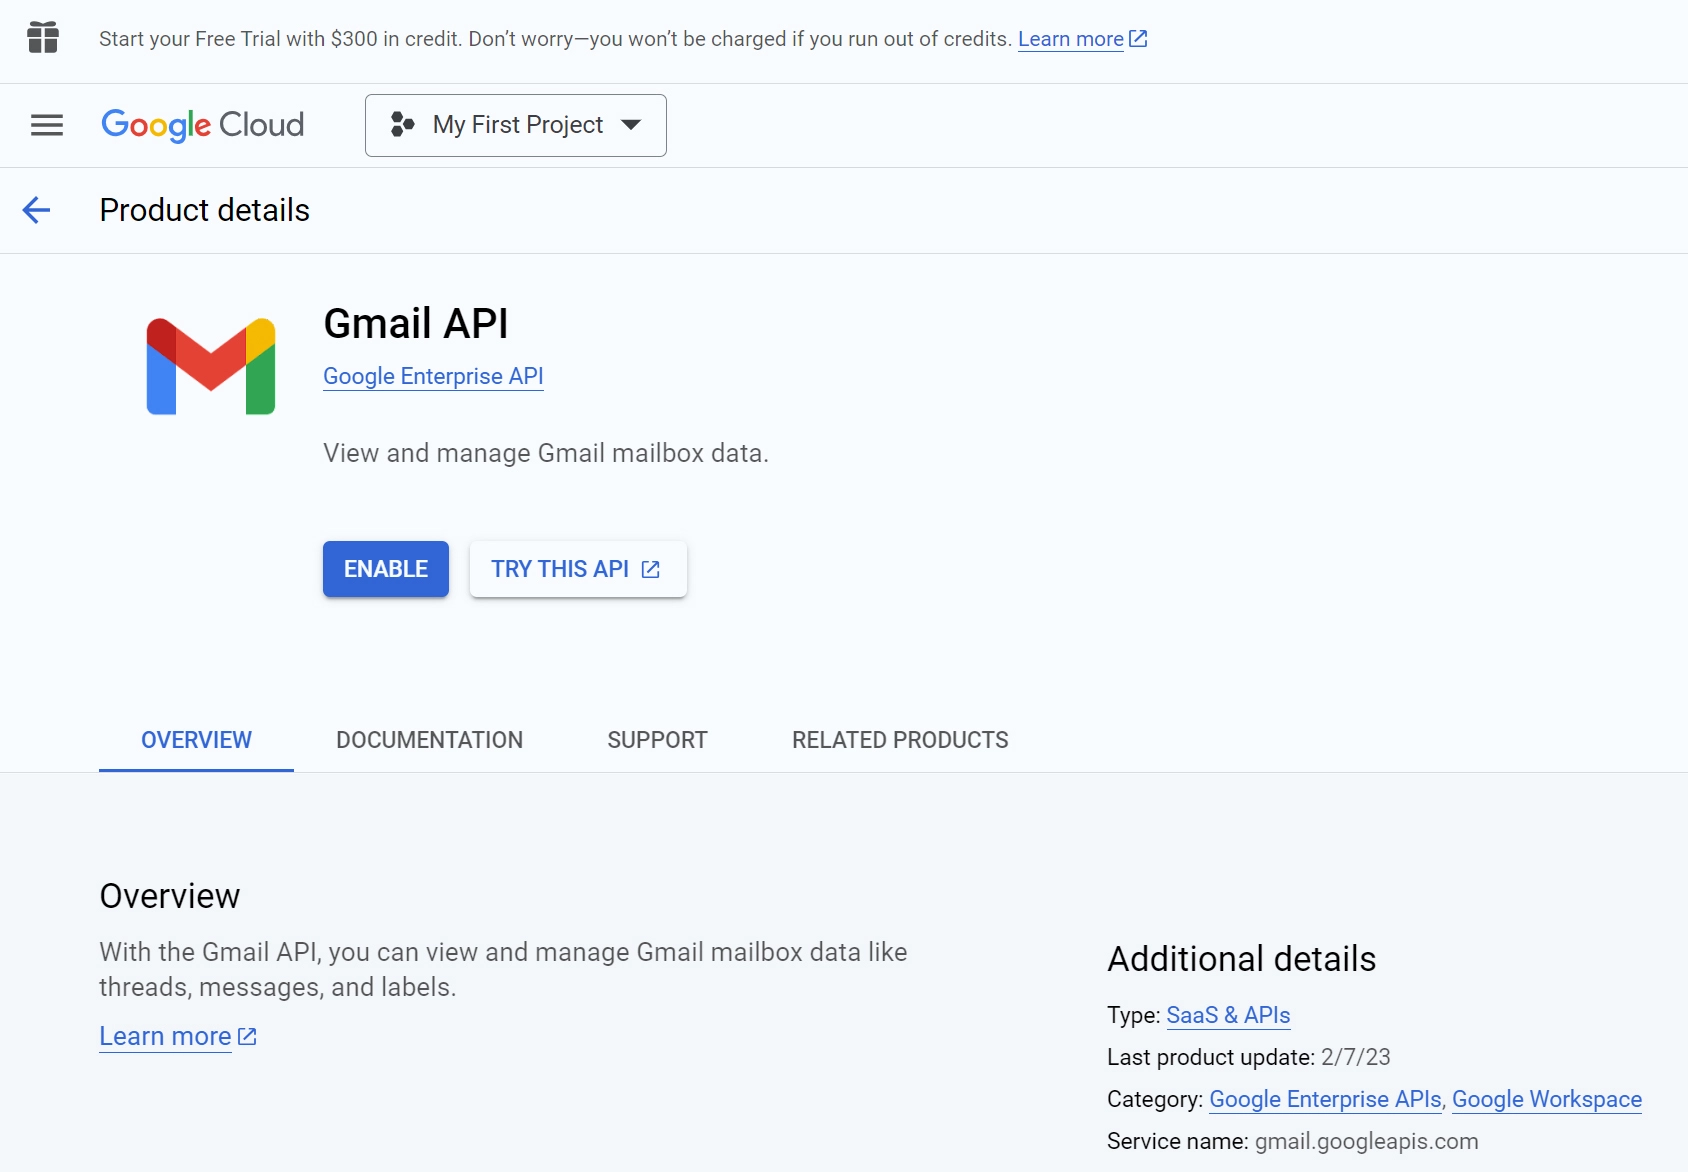 Start your Free Trial with $300 in credit. Don’t worry—you won’t be charged if you run out of credits. Learn more
Google Cloud
My First Project
Product details
Gmail API
Google Enterprise API
View and manage Gmail mailbox data.
ENABLE
TRY THIS API
OVERVIEW
DOCUMENTATION
SUPPORT
RELATED PRODUCTS
Overview
With the Gmail API, you can view and manage Gmail mailbox data like
threads, messages, and labels.
Learn more
Additional details
Type: SaaS & APIs
Last product update: 2/7/23
Category: Google Enterprise APIs, Google Workspace
Service name: gmail.googleapis.com